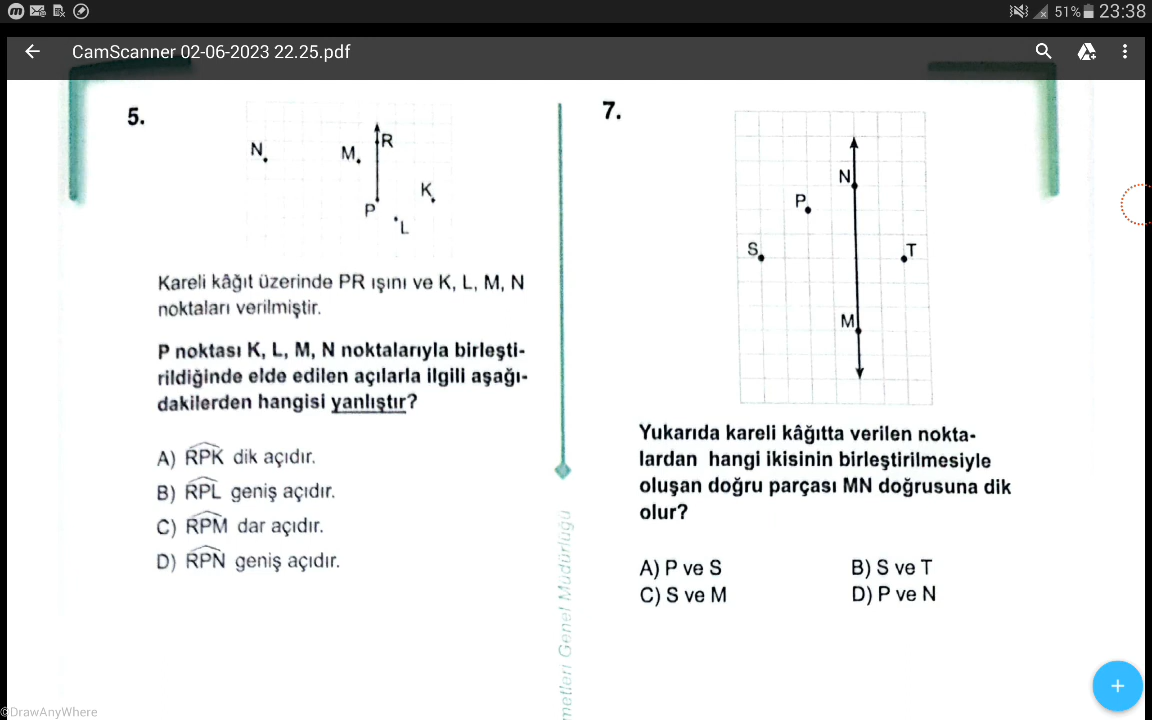 51% 23:38
CamScanner 02-06-2023 22.25.pdf
5.
N
M
R
K
P
L
Kareli kâğıt üzerinde PR ışını ve K, L, M, N
noktaları verilmiştir.
P noktası K, L, M, N noktalarıyla birleşti-
rildiğinde elde edilen açılarla ilgili aşağı-
dakilerden hangisi yanlıştır?
A) RPK dik açıdır.
B) RPL geniş açıdır.
C) RPM dar açıdır.
D) RPN geniş açıdır.
metleri Genel Müdürlüğü
7.
N
P
S
T
M
Yukarıda kareli kâğıtta verilen nokta-
lardan hangi ikisinin birleştirilmesiyle
oluşan doğru parçası MN doğrusuna dik
olur?
A) P ve S B) S ve T
C) S ve M D) P ve N
©DrawAnyWhere